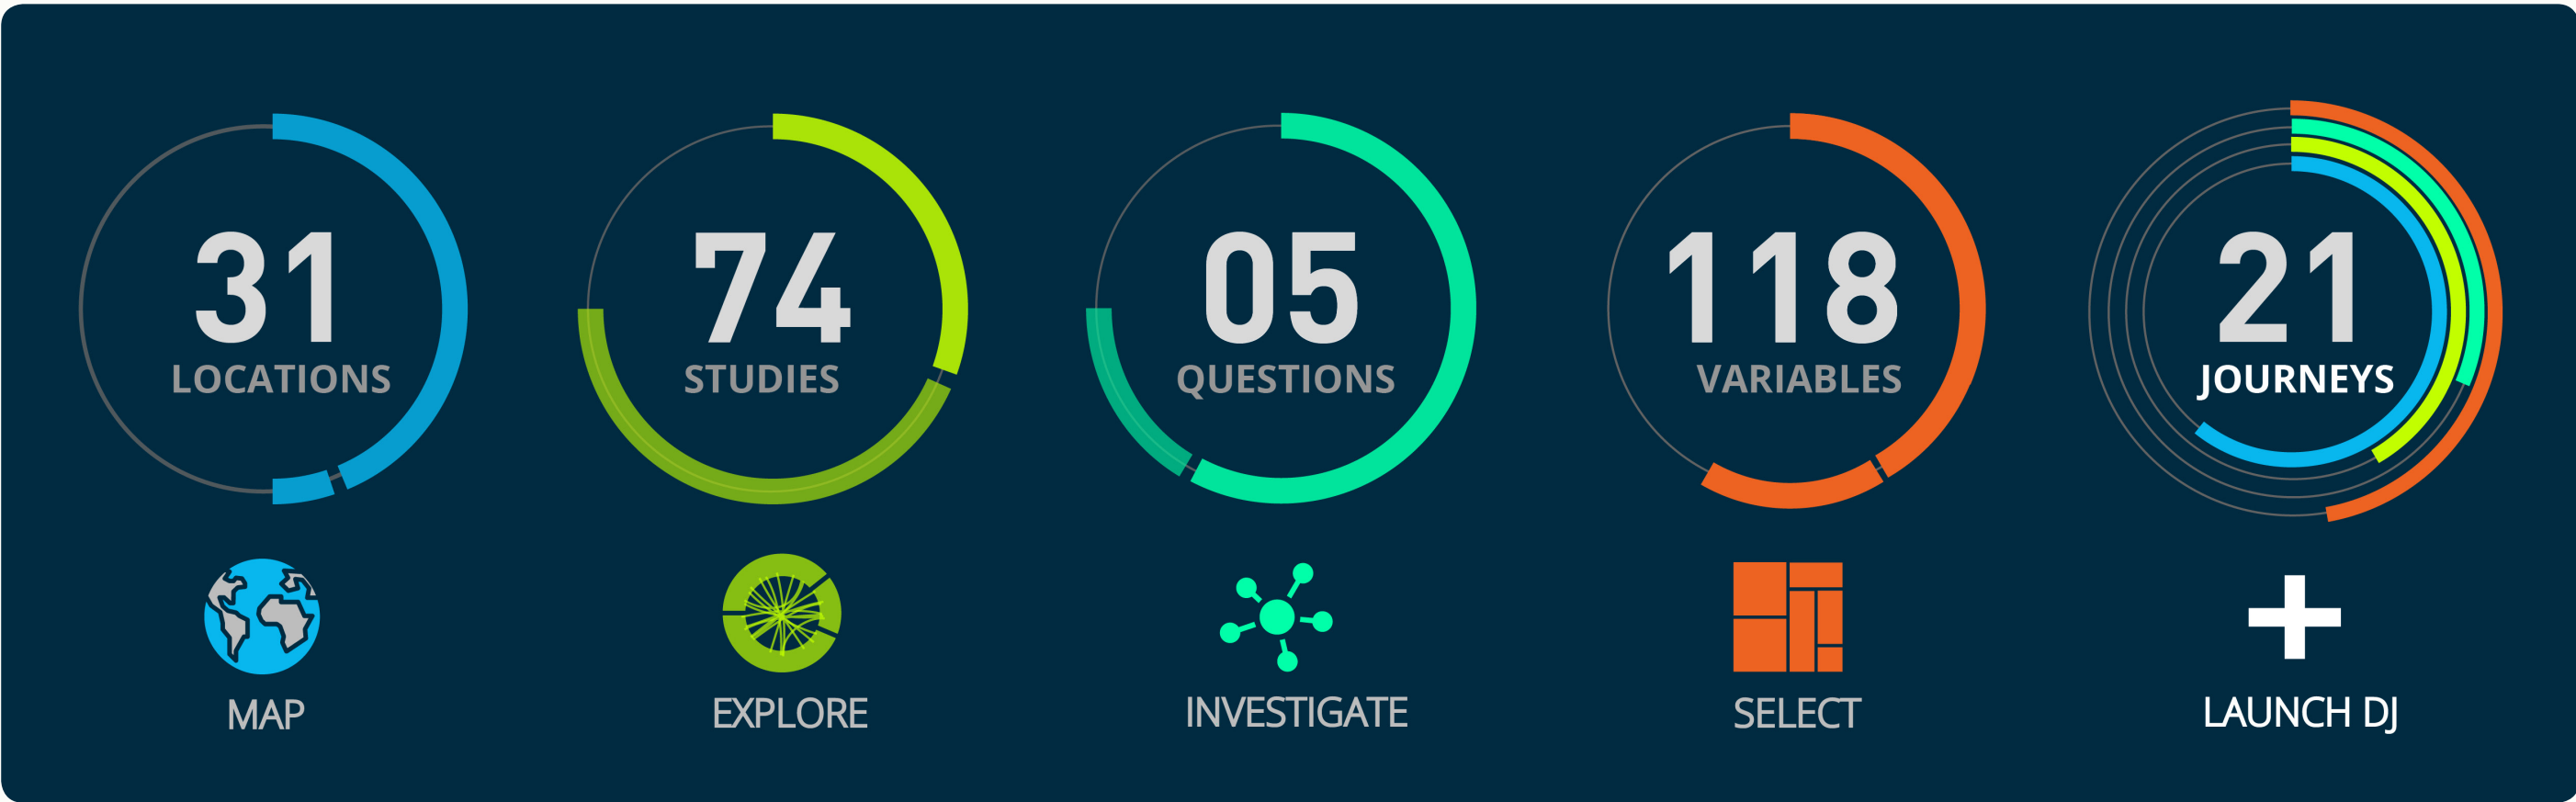 31
LOCATIONS
MAP
74
STUDIES
EXPLORE
05
QUESTIONS
INVESTIGATE
118
VARIABLES
SELECT
21
JOURNEYS
LAUNCH DJ